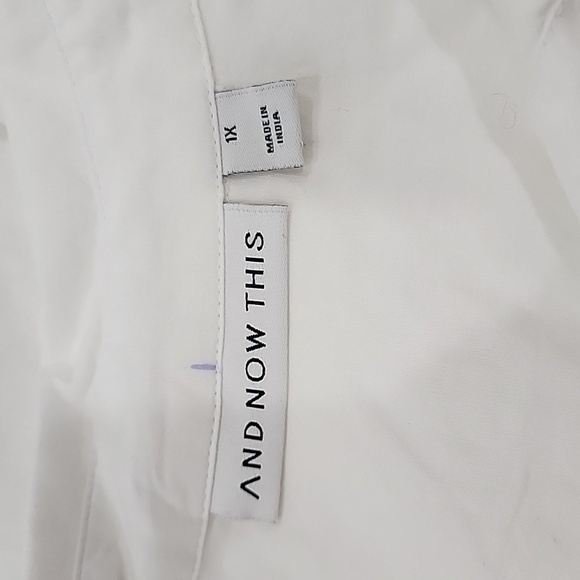 1X
MADE IN
INDIA
AND NOW THIS